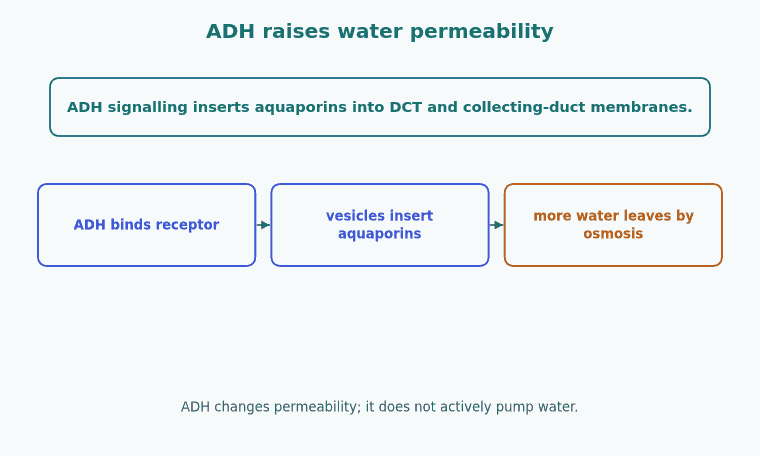 ADH raises water permeability
ADH signalling inserts aquaporins into DCT and collecting-duct membranes.
ADH binds receptor
vesicles insert
aquaporins
more water leaves by
osmosis
ADH changes permeability; it does not actively pump water.